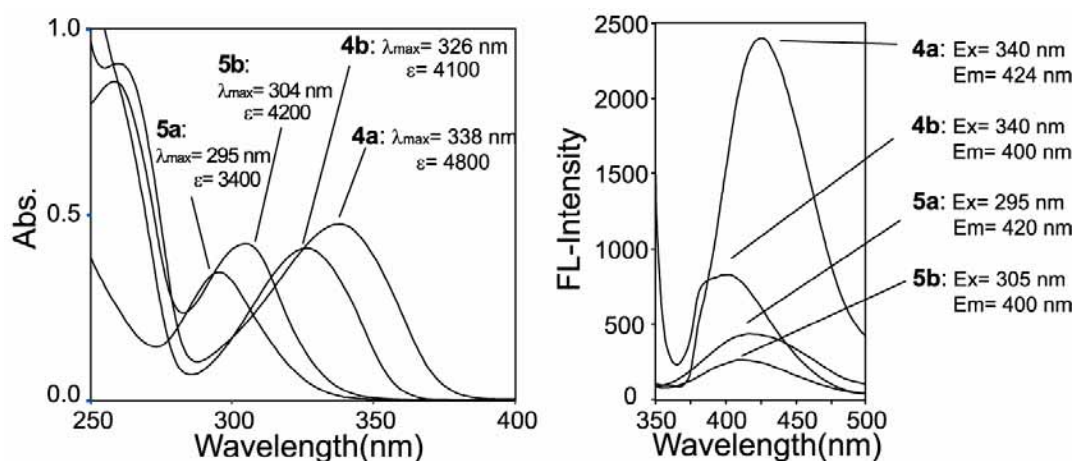 1.0
0.5
0.0
Abs.
250
300
350
400
Wavelength(nm)
5a:
λmax= 295 nm
ε= 3400
5b:
λmax= 304 nm
ε= 4200
4b: λmax= 326 nm
ε= 4100
4a: λmax= 338 nm
ε= 4800
2500
2000
1500
1000
500
0
FL-Intensity
350
400
450
500
Wavelength(nm)
4a: Ex= 340 nm
Em= 424 nm
4b: Ex= 340 nm
Em= 400 nm
5a: Ex= 295 nm
Em= 420 nm
5b: Ex= 305 nm
Em= 400 nm